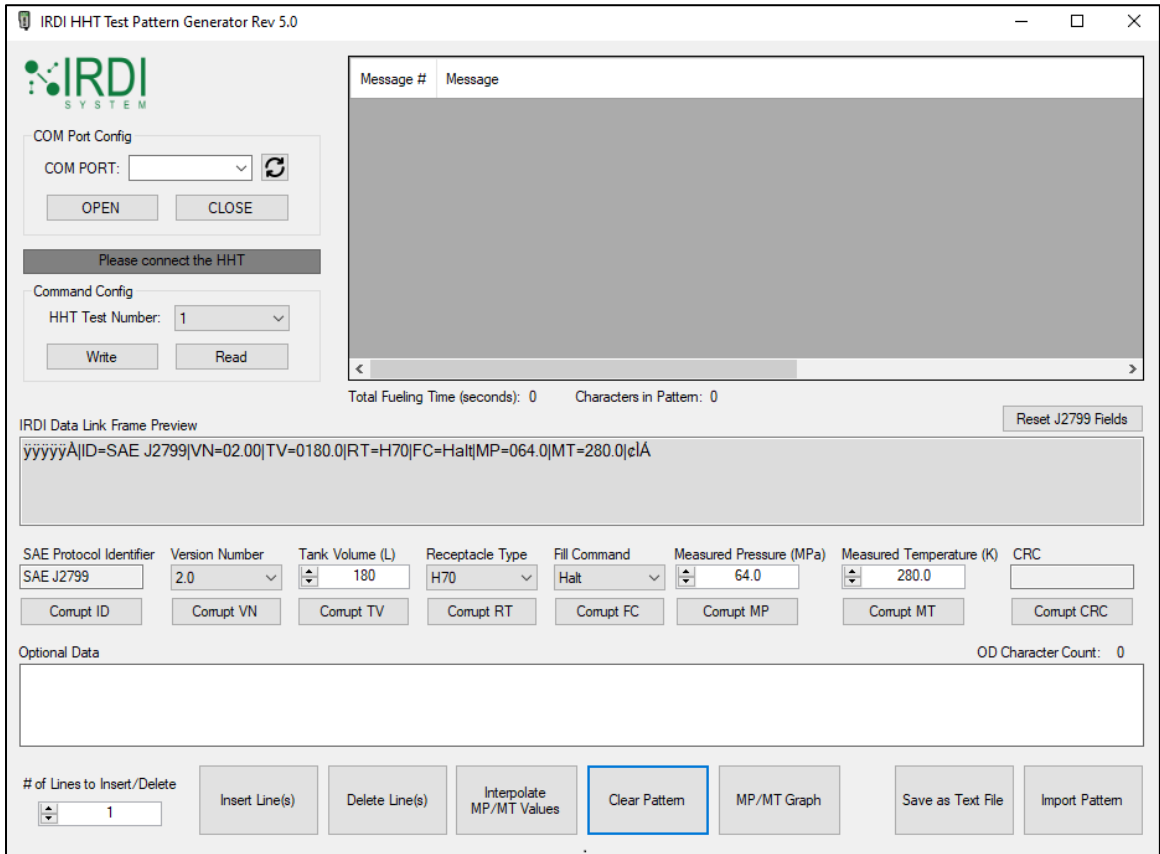 IRDI HHT Test Pattern Generator Rev 5.0
IRDI
SYSTEM
Message # Message
COM Port Config
COM PORT:
OPEN CLOSE
Please connect the HHT
Command Config
HHT Test Number: 1
Write Read
Total Fueling Time (seconds): 0 Characters in Pattern: 0
Reset J2799 Fields
IRDI Data Link Frame Preview
ÿÿÿÿÿÀ|ID=SAE J2799|VN=02.00|TV=0180.0|RT=H70|FC=Halt|MP=064.0|MT=280.0|¢ÌÁ
SAE Protocol Identifier Version Number Tank Volume (L) Receptacle Type Fill Command Measured Pressure (MPa) Measured Temperature (K) CRC
SAE J2799 2.0 180 H70 Halt 64.0 280.0
Corrupt ID Corrupt VN Corrupt TV Corrupt RT Corrupt FC Corrupt MP Corrupt MT Corrupt CRC
Optional Data OD Character Count: 0
# of Lines to Insert/Delete
1
Insert Line(s) Delete Line(s) Interpolate MP/MT Values Clear Pattern MP/MT Graph Save as Text File Import Pattern